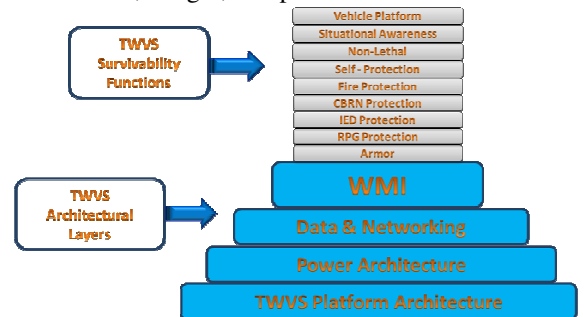 Vehicle Platform
TWVS
Survivability
Functions
Situational Awareness
Non-Lethal
Self - Protection
Fire Protection
CBRN Protection
IED Protection
RPG Protection
Armor
WMI
TWVS
Architectural
Layers
Data & Networking
Power Architecture
TWVS Platform Architecture